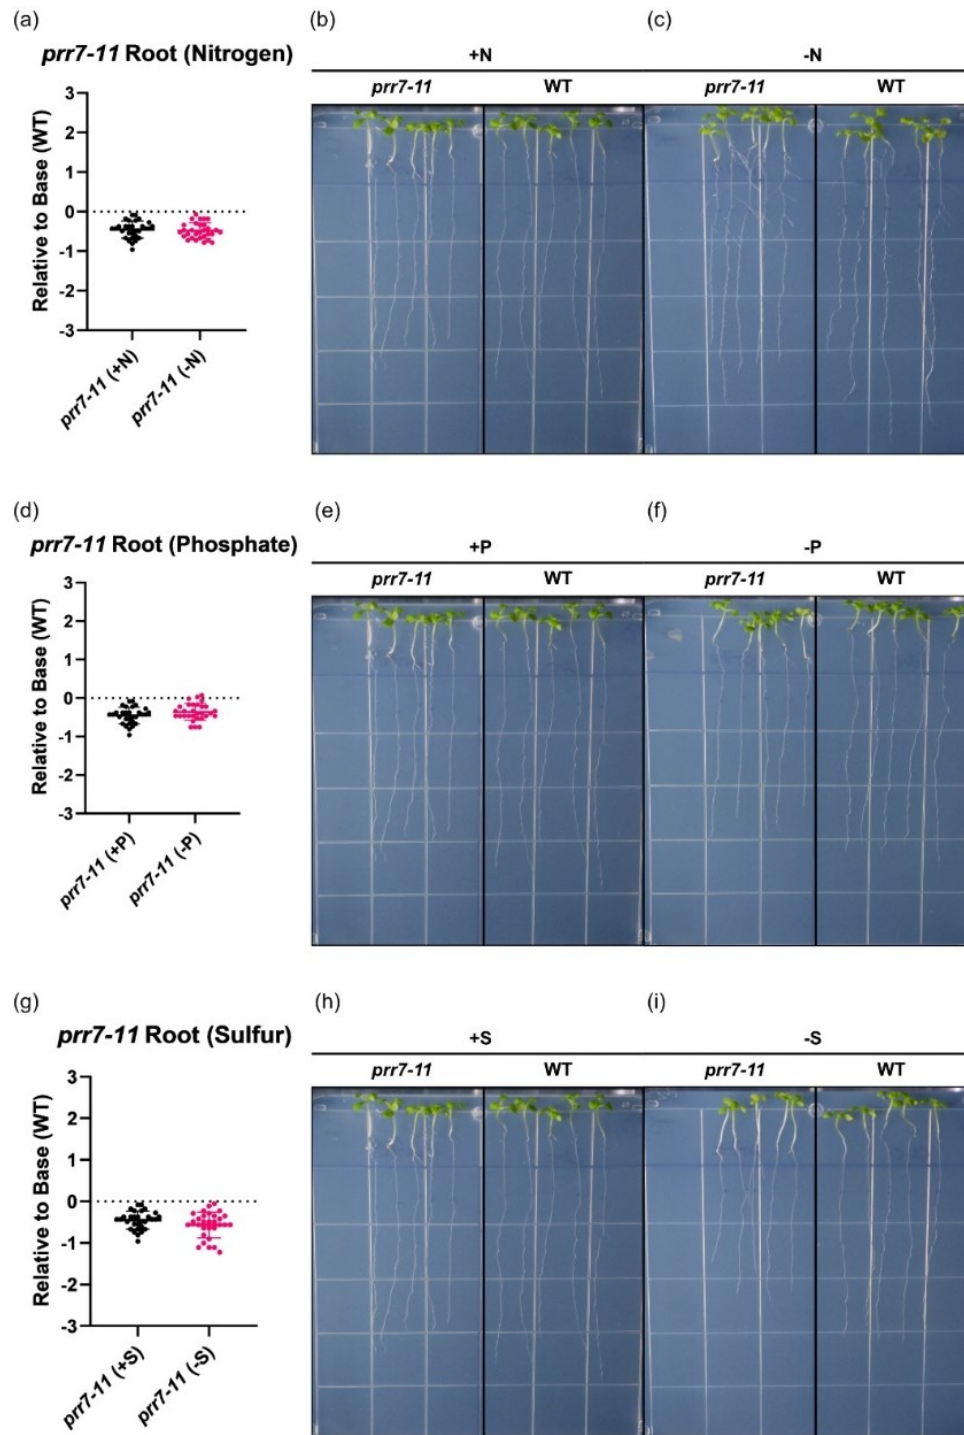 (a)
prr7-11 Root (Nitrogen)
Relative to Base (WT)
3
2
1
0
-1
-2
-3
prr7-11 (+N)
prr7-11 (-N)
(b)
+N
prr7-11
WT
(c)
-N
prr7-11
WT
(d)
prr7-11 Root (Phosphate)
Relative to Base (WT)
3
2
1
0
-1
-2
-3
prr7-11 (+P)
prr7-11 (-P)
(e)
+P
prr7-11
WT
(f)
-P
prr7-11
WT
(g)
prr7-11 Root (Sulfur)
Relative to Base (WT)
3
2
1
0
-1
-2
-3
prr7-11 (+S)
prr7-11 (-S)
(h)
+S
prr7-11
WT
(i)
-S
prr7-11
WT